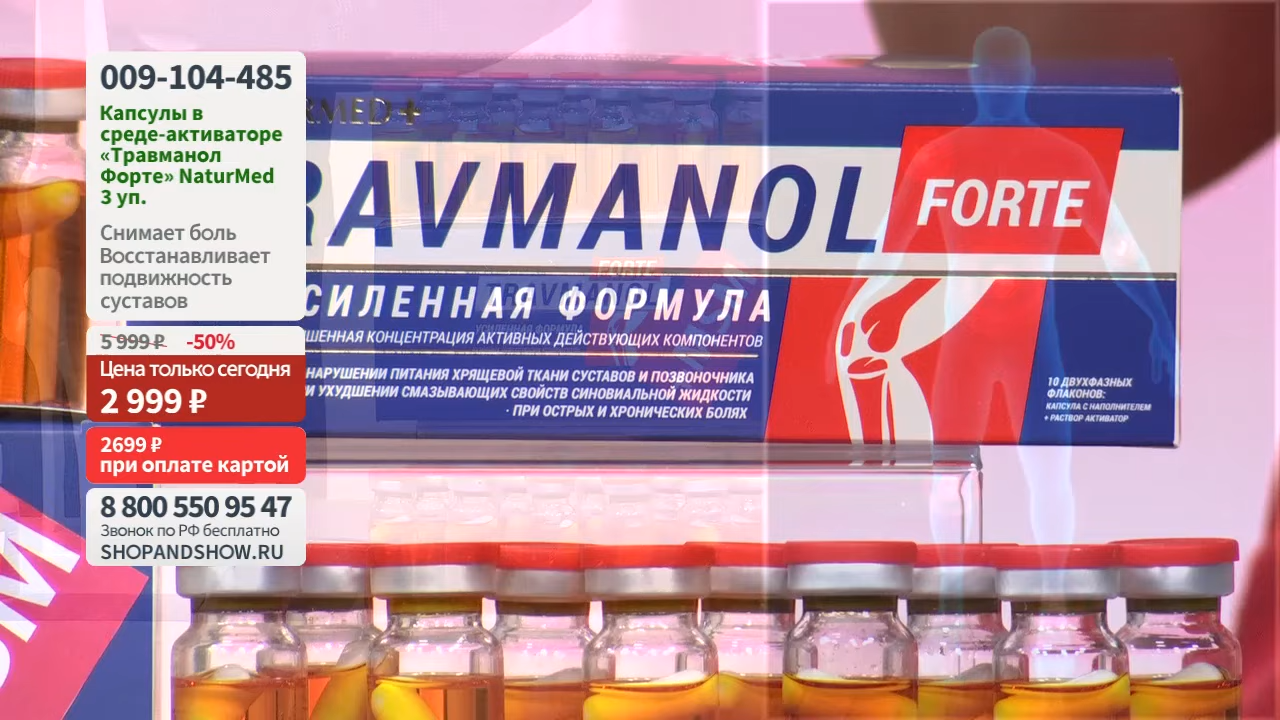 009-104-485
Капсулы в
среде-активаторе
«Травманол
Форте» NaturMed
3 уп.
Снимает боль
Восстанавливает
подвижность
суставов
5 999 ₽ -50%
Цена только сегодня
2 999 ₽
2699 ₽
при оплате картой
8 800 550 95 47
Звонок по РФ бесплатно
SHOPANDSHOW.RU
RMED+
RAVMANOL FORTE
СИЛЕННАЯ ФОРМУЛА
ШЕННАЯ КОНЦЕНТРАЦИЯ АКТИВНЫХ ДЕЙСТВУЮЩИХ КОМПОНЕНТОВ
НАРУШЕНИИ ПИТАНИЯ ХРЯЩЕВОЙ ТКАНИ СУСТАВОВ И ПОЗВОНОЧНИКА
И УХУДШЕНИИ СМАЗЫВАЮЩИХ СВОЙСТВ СИНОВИАЛЬНОЙ ЖИДКОСТИ
· ПРИ ОСТРЫХ И ХРОНИЧЕСКИХ БОЛЯХ
10 ДВУХФАЗНЫХ
ФЛАКОНОВ:
КАПСУЛА С НАПОЛНИТЕЛЕМ
+ РАСТВОР АКТИВАТОР